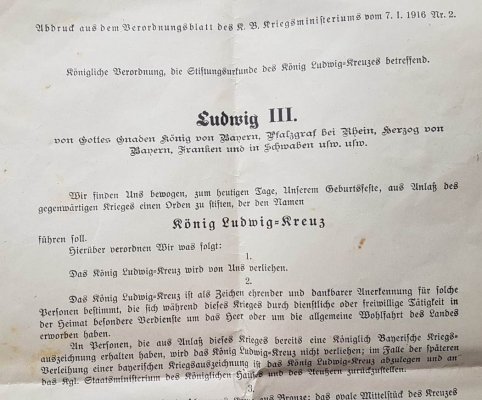 Abdruck aus dem Verordnungsblatt des K. B. Kriegsministeriums vom 7. 1. 1916 Nr. 2.
Königliche Verordnung, die Stiftungsurkunde des König Ludwig=Kreuzes betreffend.
Ludwig III.
von Gottes Gnaden König von Bayern, Pfalzgraf bei Rhein, Herzog von
Bayern, Franken und in Schwaben usw. usw.
Wir finden Uns bewogen, zum heutigen Tage, Unserem Geburtsfeste, aus Anlaß des
gegenwärtigen Krieges einen Orden zu stiften, der den Namen
König Ludwig=Kreuz
führen soll.
Hierüber verordnen Wir was folgt:
1.
Das König Ludwig=Kreuz wird von Uns verliehen.
2.
Das König Ludwig=Kreuz ist als Zeichen ehrender und dankbarer Anerkennung für solche
Personen bestimmt, die sich während dieses Krieges durch dienstliche oder freiwillige Tätigkeit in
der Heimat besondere Verdienste um das Heer oder um die allgemeine Wohlfahrt des Landes
erworben haben.
An Personen, die aus Anlaß dieses Krieges bereits eine Königlich Bayerische Kriegs=
auszeichnung erhalten haben, wird das König Ludwig=Kreuz nicht verliehen; im Falle der späteren
Verleihung einer bayerischen Kriegsauszeichnung ist das König Ludwig=Kreuz abzulegen und an
das Kgl. Staatsministerium des Königlichen Hauses und des Aeußern zurückzustellen.
3.
aus Bronze; das ovale Mittelstück des Kreuzes